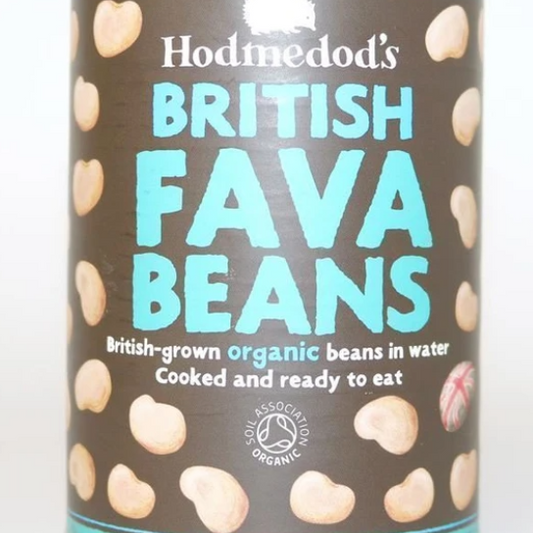 Hodmedod's
BRITISH
FAVA
BEANS
British-grown organic beans in water
Cooked and ready to eat
SOIL ASSOCIATION
ORGANIC